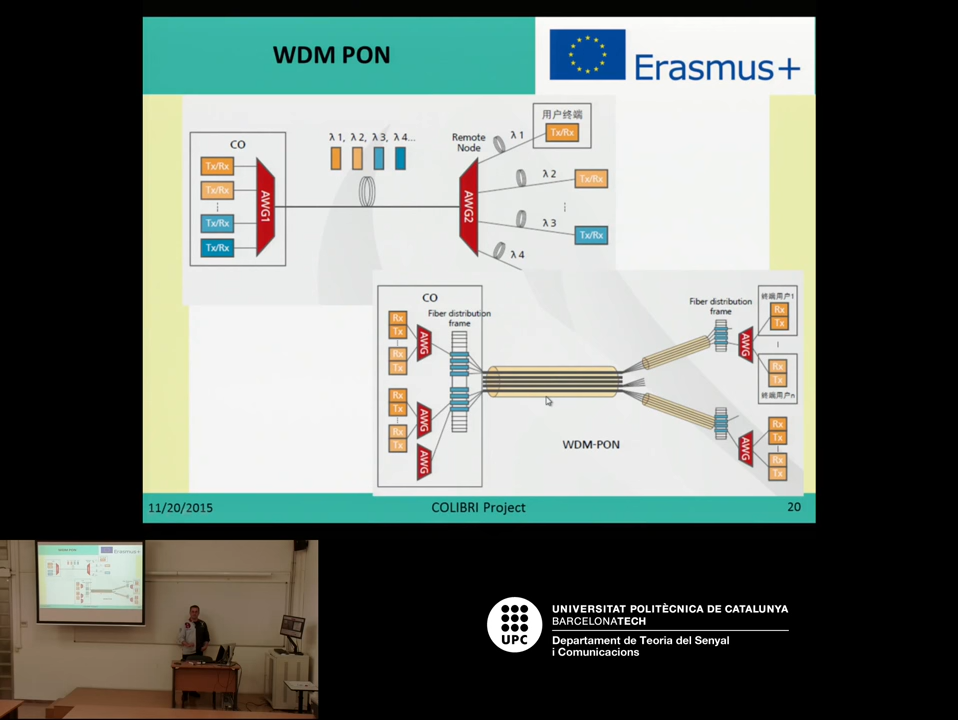 WDM PON
Erasmus+
CO
Tx/Rx
Tx/Rx
Tx/Rx
Tx/Rx
AWG1
λ 1, λ 2, λ 3, λ 4...
Remote
Node
AWG2
λ 1
λ 2
λ 3
λ 4
用户终端
Tx/Rx
Tx/Rx
Tx/Rx
CO
Fiber distribution
frame
Rx
Tx
Rx
Tx
Rx
Tx
Rx
Tx
AWG
AWG
AWG
WDM-PON
Fiber distribution
frame
AWG
AWG
终端用户1
Rx
Tx
Rx
Tx
终端用户n
Rx
Tx
Rx
Tx
11/20/2015
COLIBRI Project
20
UPC
UNIVERSITAT POLITÈCNICA DE CATALUNYA
BARCELONATECH
Departament de Teoria del Senyal
i Comunicacions